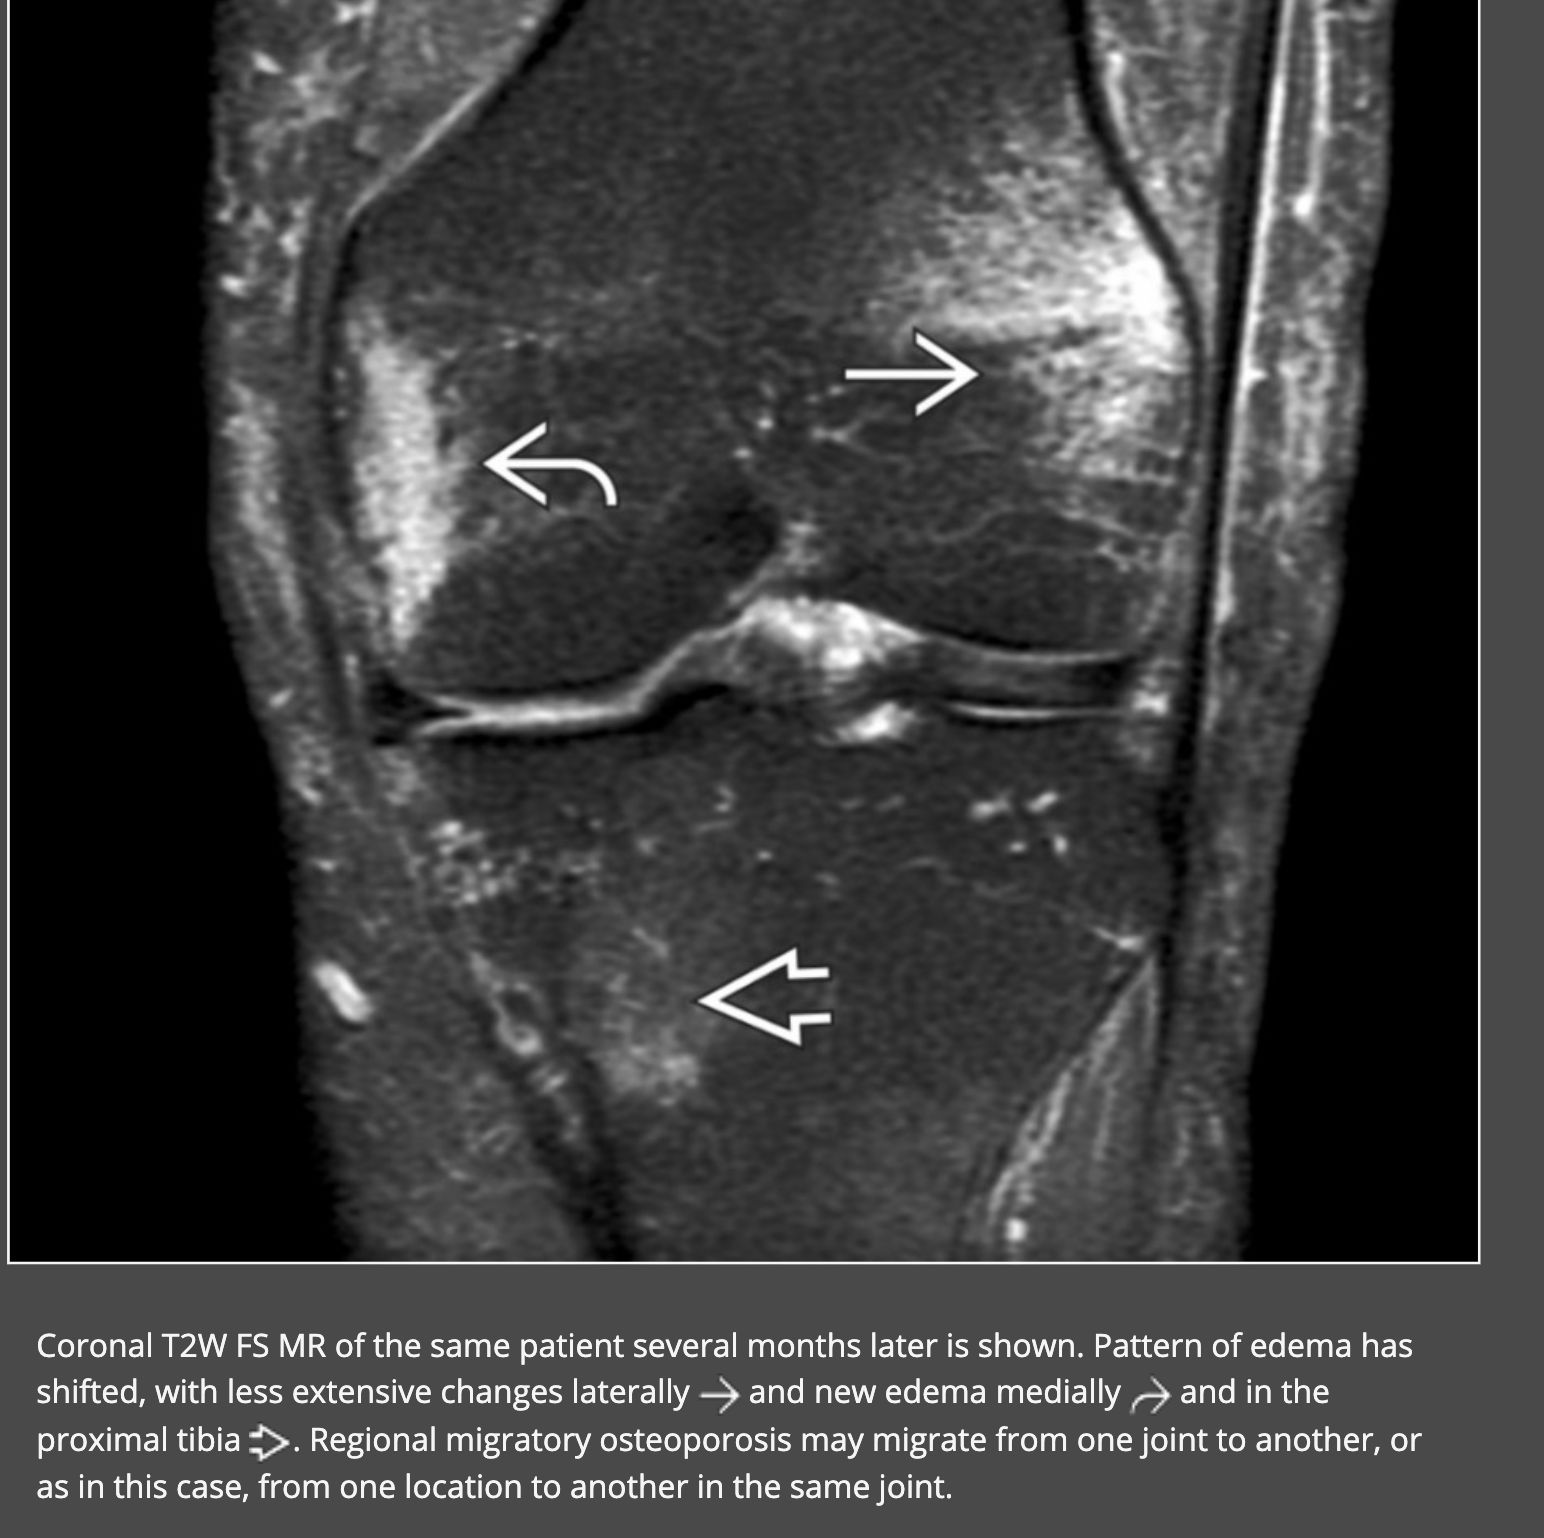 Coronal T2W FS MR of the same patient several months later is shown. Pattern of edema has
shifted, with less extensive changes laterally → and new edema medially ↷ and in the
proximal tibia ⇨. Regional migratory osteoporosis may migrate from one joint to another, or
as in this case, from one location to another in the same joint.